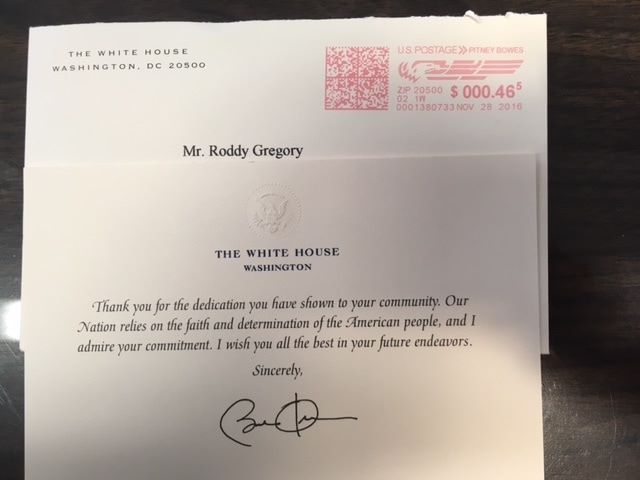 THE WHITE HOUSE
WASHINGTON, DC 20500
U.S. POSTAGE >> PITNEY BOWES
ZIP 20500 $ 000.46⁵
02 1W
0001380733 NOV 28 2016
Mr. Roddy Gregory
THE WHITE HOUSE
WASHINGTON
Thank you for the dedication you have shown to your community. Our
Nation relies on the faith and determination of the American people, and I
admire your commitment. I wish you all the best in your future endeavors.
Sincerely,